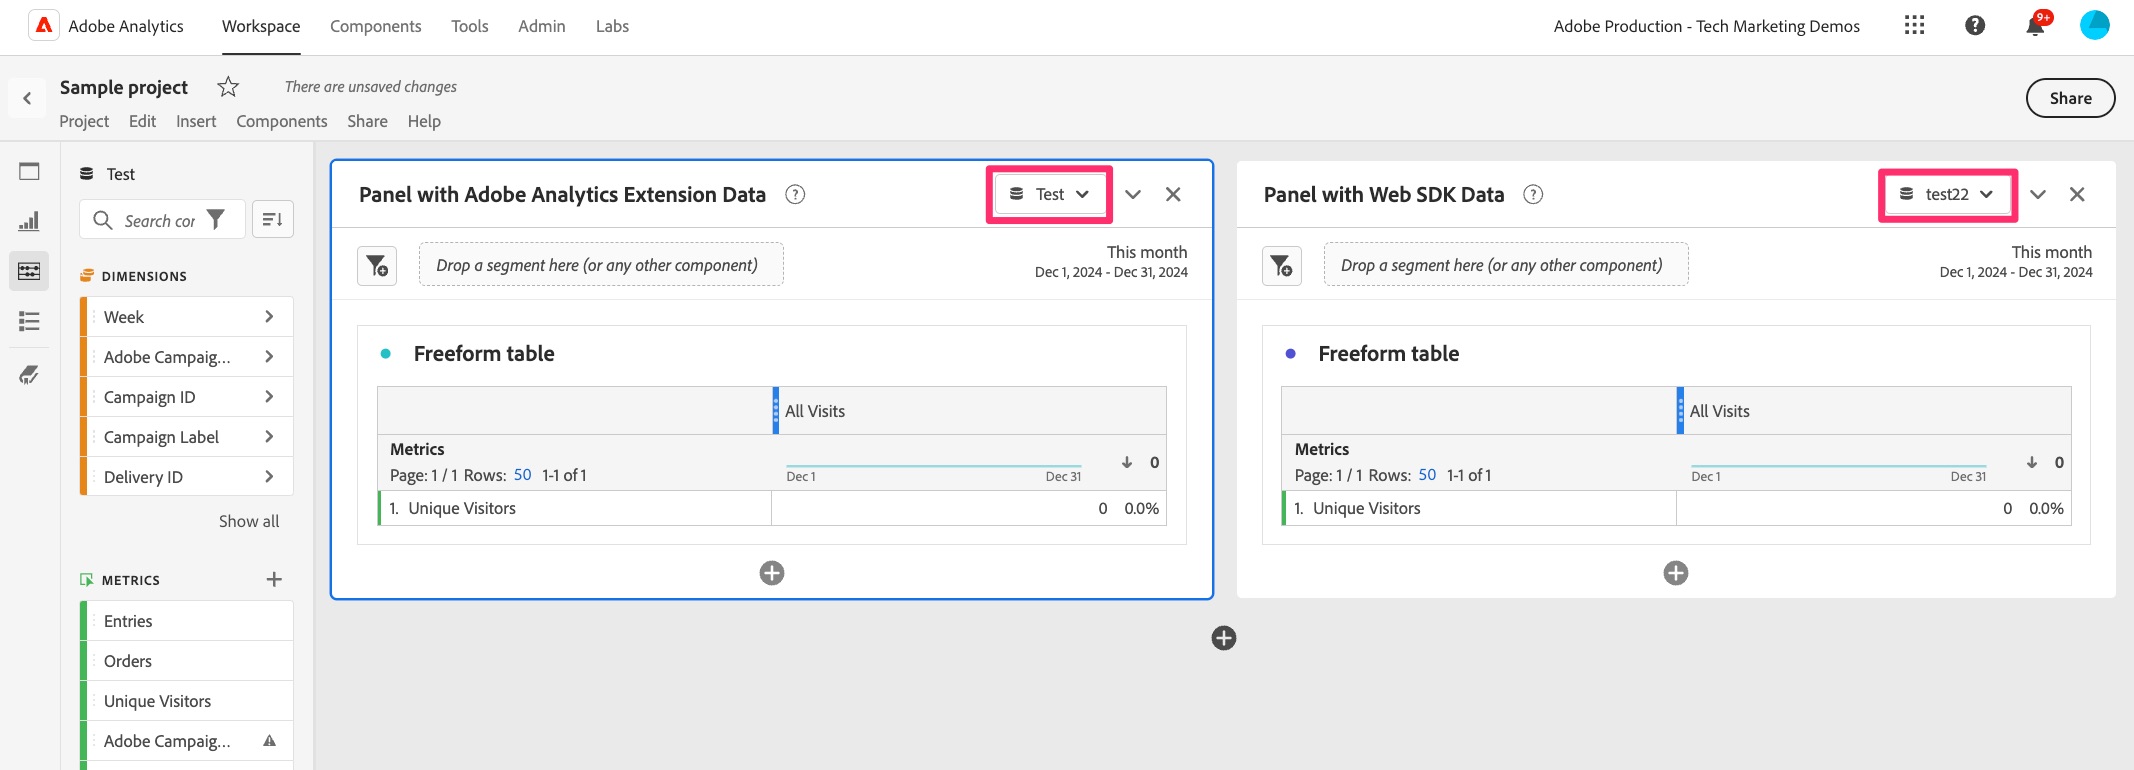 Adobe Analytics Workspace Components Tools Admin Labs Adobe Production - Tech Marketing Demos 9+
Sample project There are unsaved changes
Share
Project Edit Insert Components Share Help
Test
Search cor
DIMENSIONS
Week
Adobe Campaig...
Campaign ID
Campaign Label
Delivery ID
Show all
METRICS
Entries
Orders
Unique Visitors
Adobe Campaig...
Panel with Adobe Analytics Extension Data ? Test
Drop a segment here (or any other component)
This month
Dec 1, 2024 - Dec 31, 2024
Freeform table
All Visits
Metrics
Page: 1 / 1 Rows: 50 1-1 of 1
Dec 1 Dec 31
0
1. Unique Visitors 0 0.0%
Panel with Web SDK Data ? test22
Drop a segment here (or any other component)
This month
Dec 1, 2024 - Dec 31, 2024
Freeform table
All Visits
Metrics
Page: 1 / 1 Rows: 50 1-1 of 1
Dec 1 Dec 31
0
1. Unique Visitors 0 0.0%